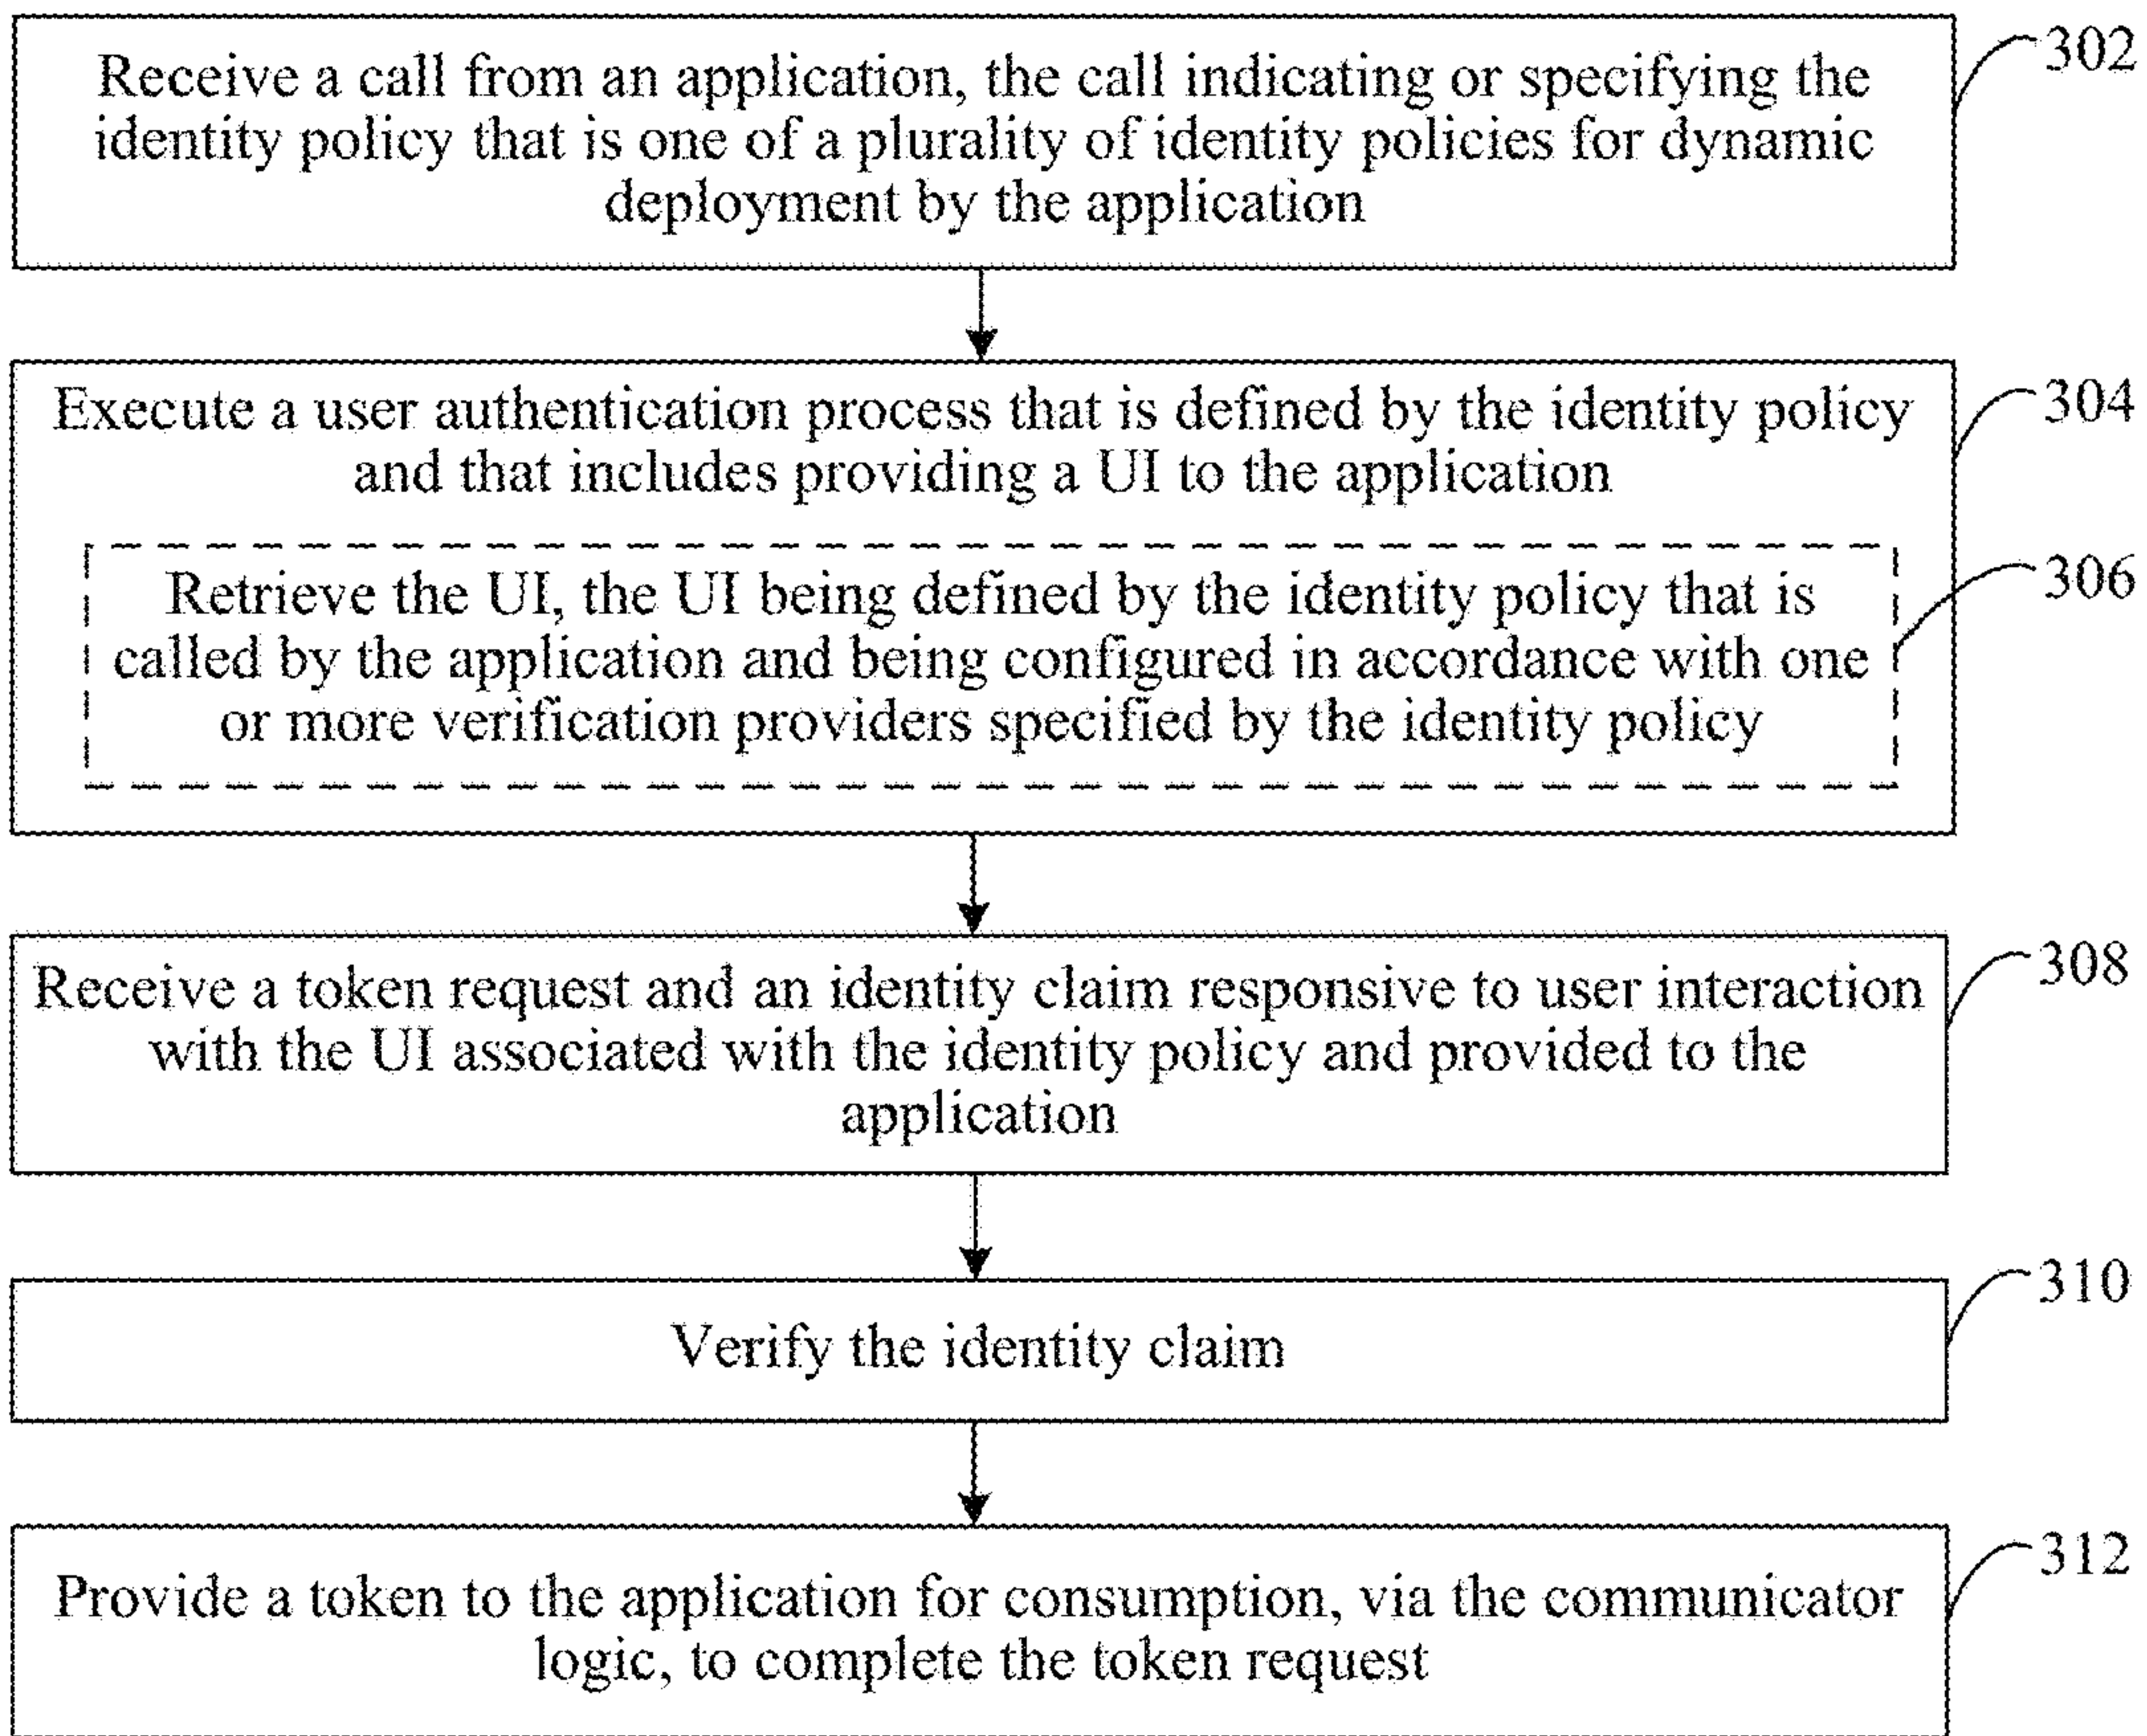 Receive a call from an application, the call indicating or specifying the
identity policy that is one of a plurality of identity policies for dynamic
deployment by the application
302
Execute a user authentication process that is defined by the identity policy
and that includes providing a UI to the application
304
Retrieve the UI, the UI being defined by the identity policy that is
called by the application and being configured in accordance with one
or more verification providers specified by the identity policy
306
Receive a token request and an identity claim responsive to user interaction
with the UI associated with the identity policy and provided to the
application
308
Verify the identity claim
310
Provide a token to the application for consumption, via the communicator
logic, to complete the token request
312